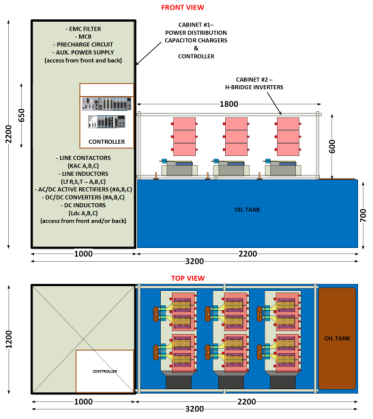 FRONT VIEW
- EMC FILTER
- MCB
- PRECHARGE CIRCUIT
- AUX. POWER SUPPLY
(access from front and back)
CABINET #1–
POWER DISTRIBUTION
CAPACITOR CHARGERS
&
CONTROLLER
CABINET #2 –
H-BRIDGE INVERTERS
1800
650
2200
CONTROLLER
600
- LINE CONTACTORS
(KAC A,B,C)
- LINE INDUCTORS
(LF R,S,T – A,B,C)
- AC/DC ACTIVE RECTIFIERS (#A,B,C)
- DC/DC CONVERTERS (#A,B,C)
- DC INDUCTORS
(Ldc A,B,C)
(access from front and/or back)
OIL TANK
700
1000
2200
3200
TOP VIEW
1200
OIL TANK
CONTROLLER
1000
2200
3200